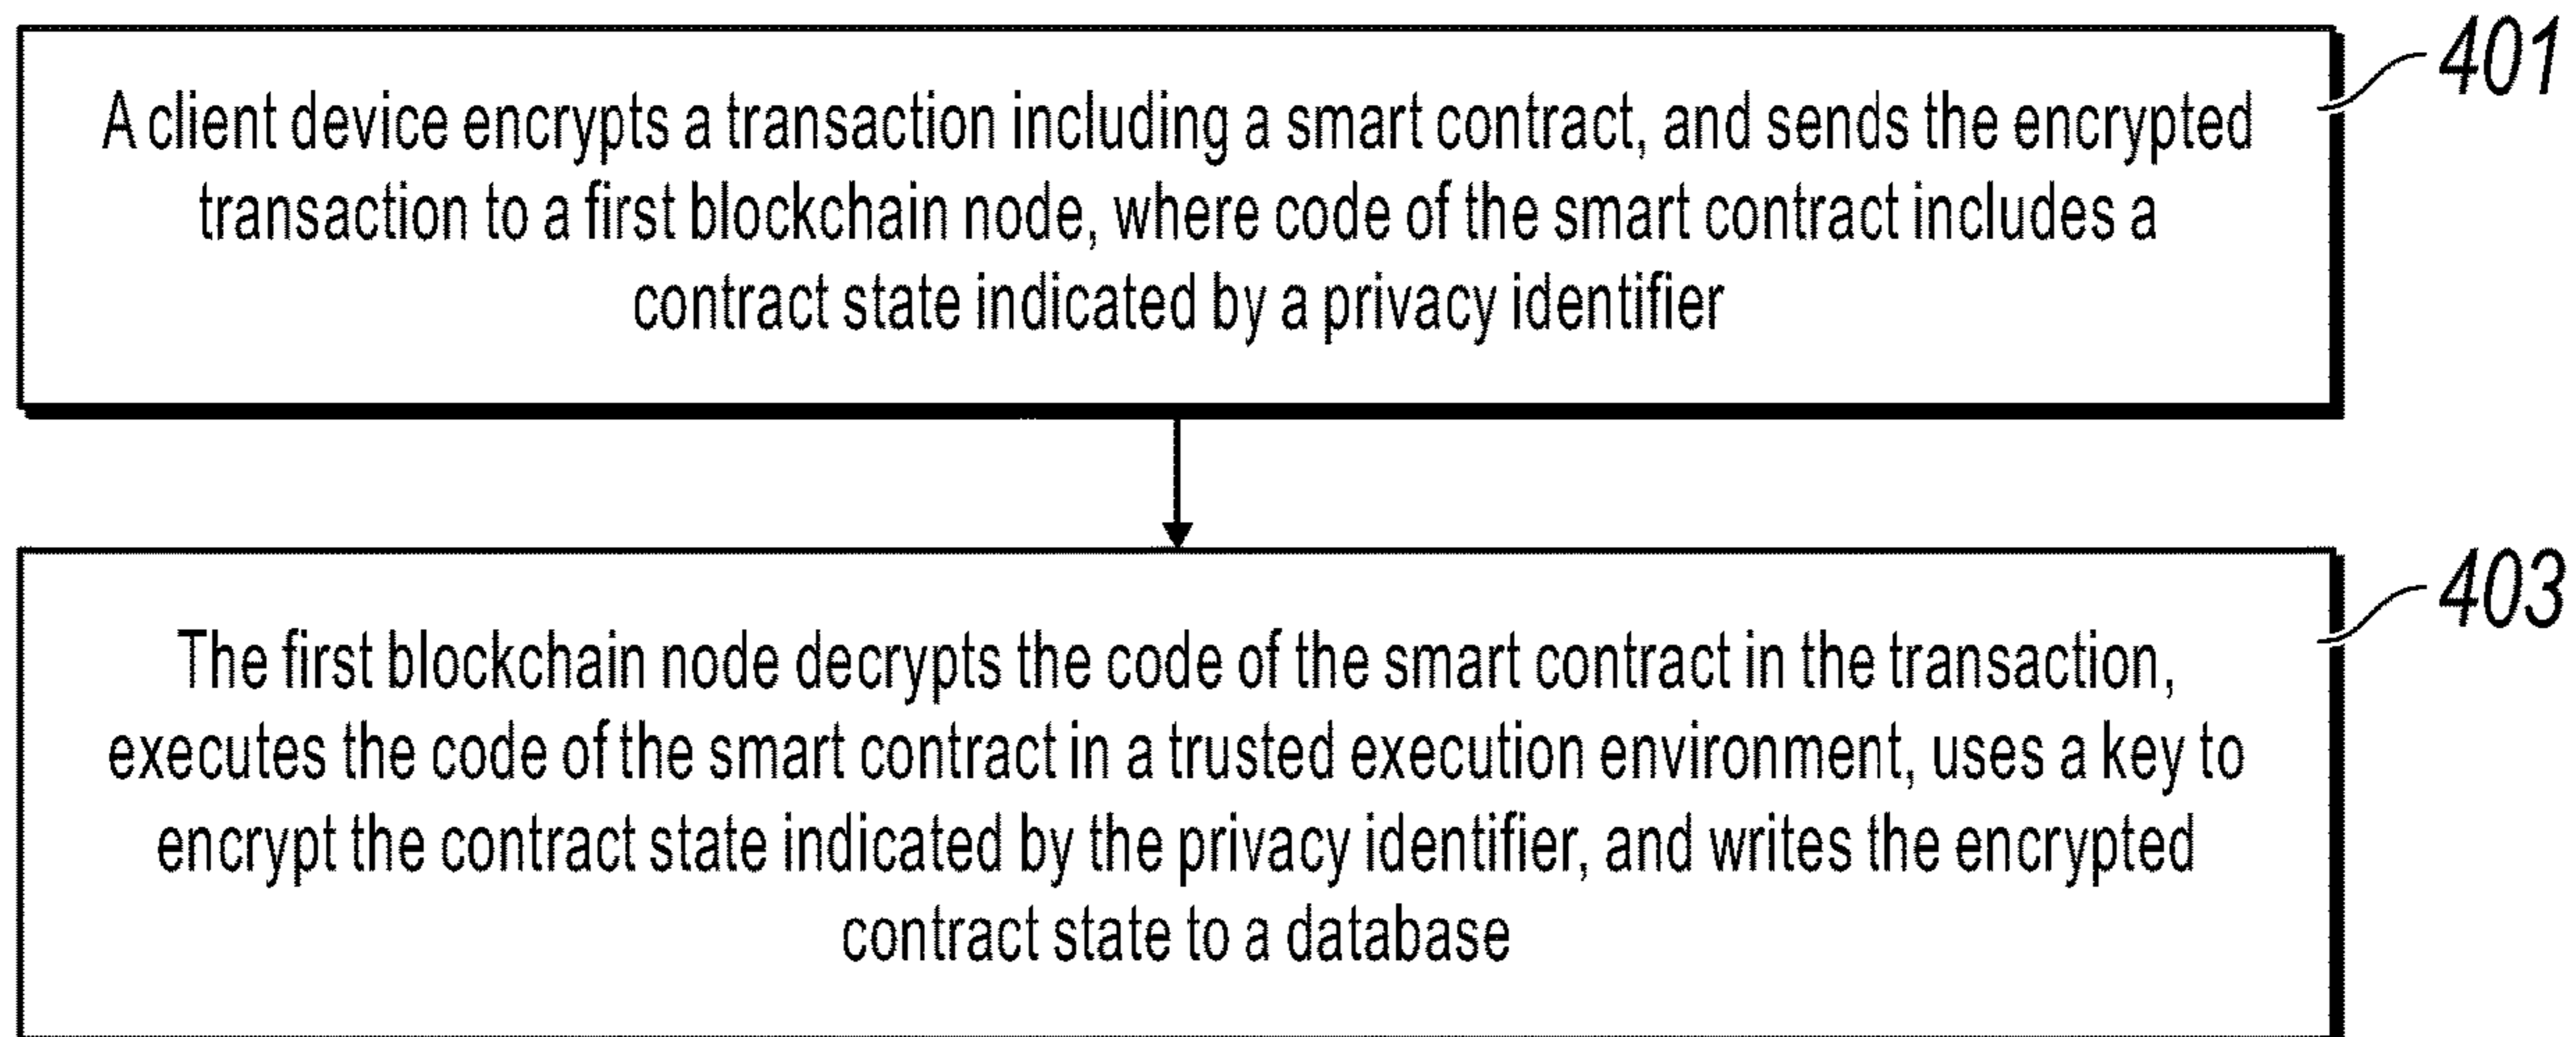 A client device encrypts a transaction including a smart contract, and sends the encrypted
transaction to a first blockchain node, where code of the smart contract includes a
contract state indicated by a privacy identifier
401
The first blockchain node decrypts the code of the smart contract in the transaction,
executes the code of the smart contract in a trusted execution environment, uses a key to
encrypt the contract state indicated by the privacy identifier, and writes the encrypted
contract state to a database
403